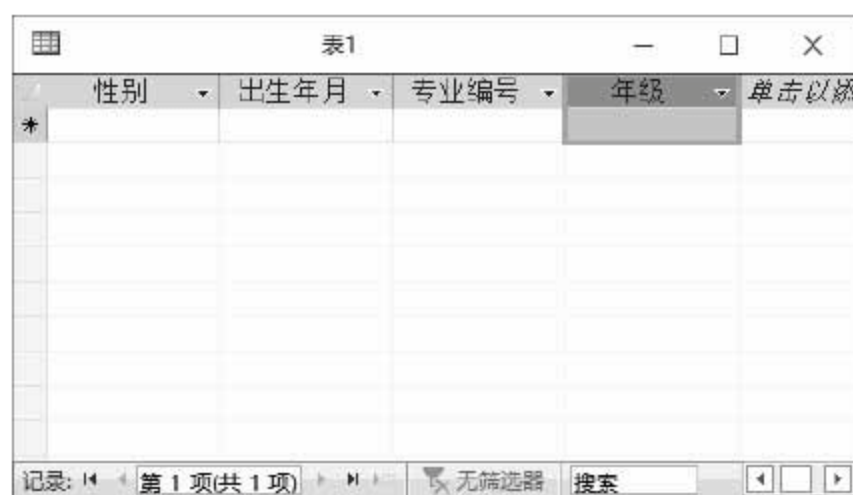 表1
性别 出生年月 专业编号 年级 单击以添
*
记录: 第 1 项(共 1 项) 无筛选器 搜索